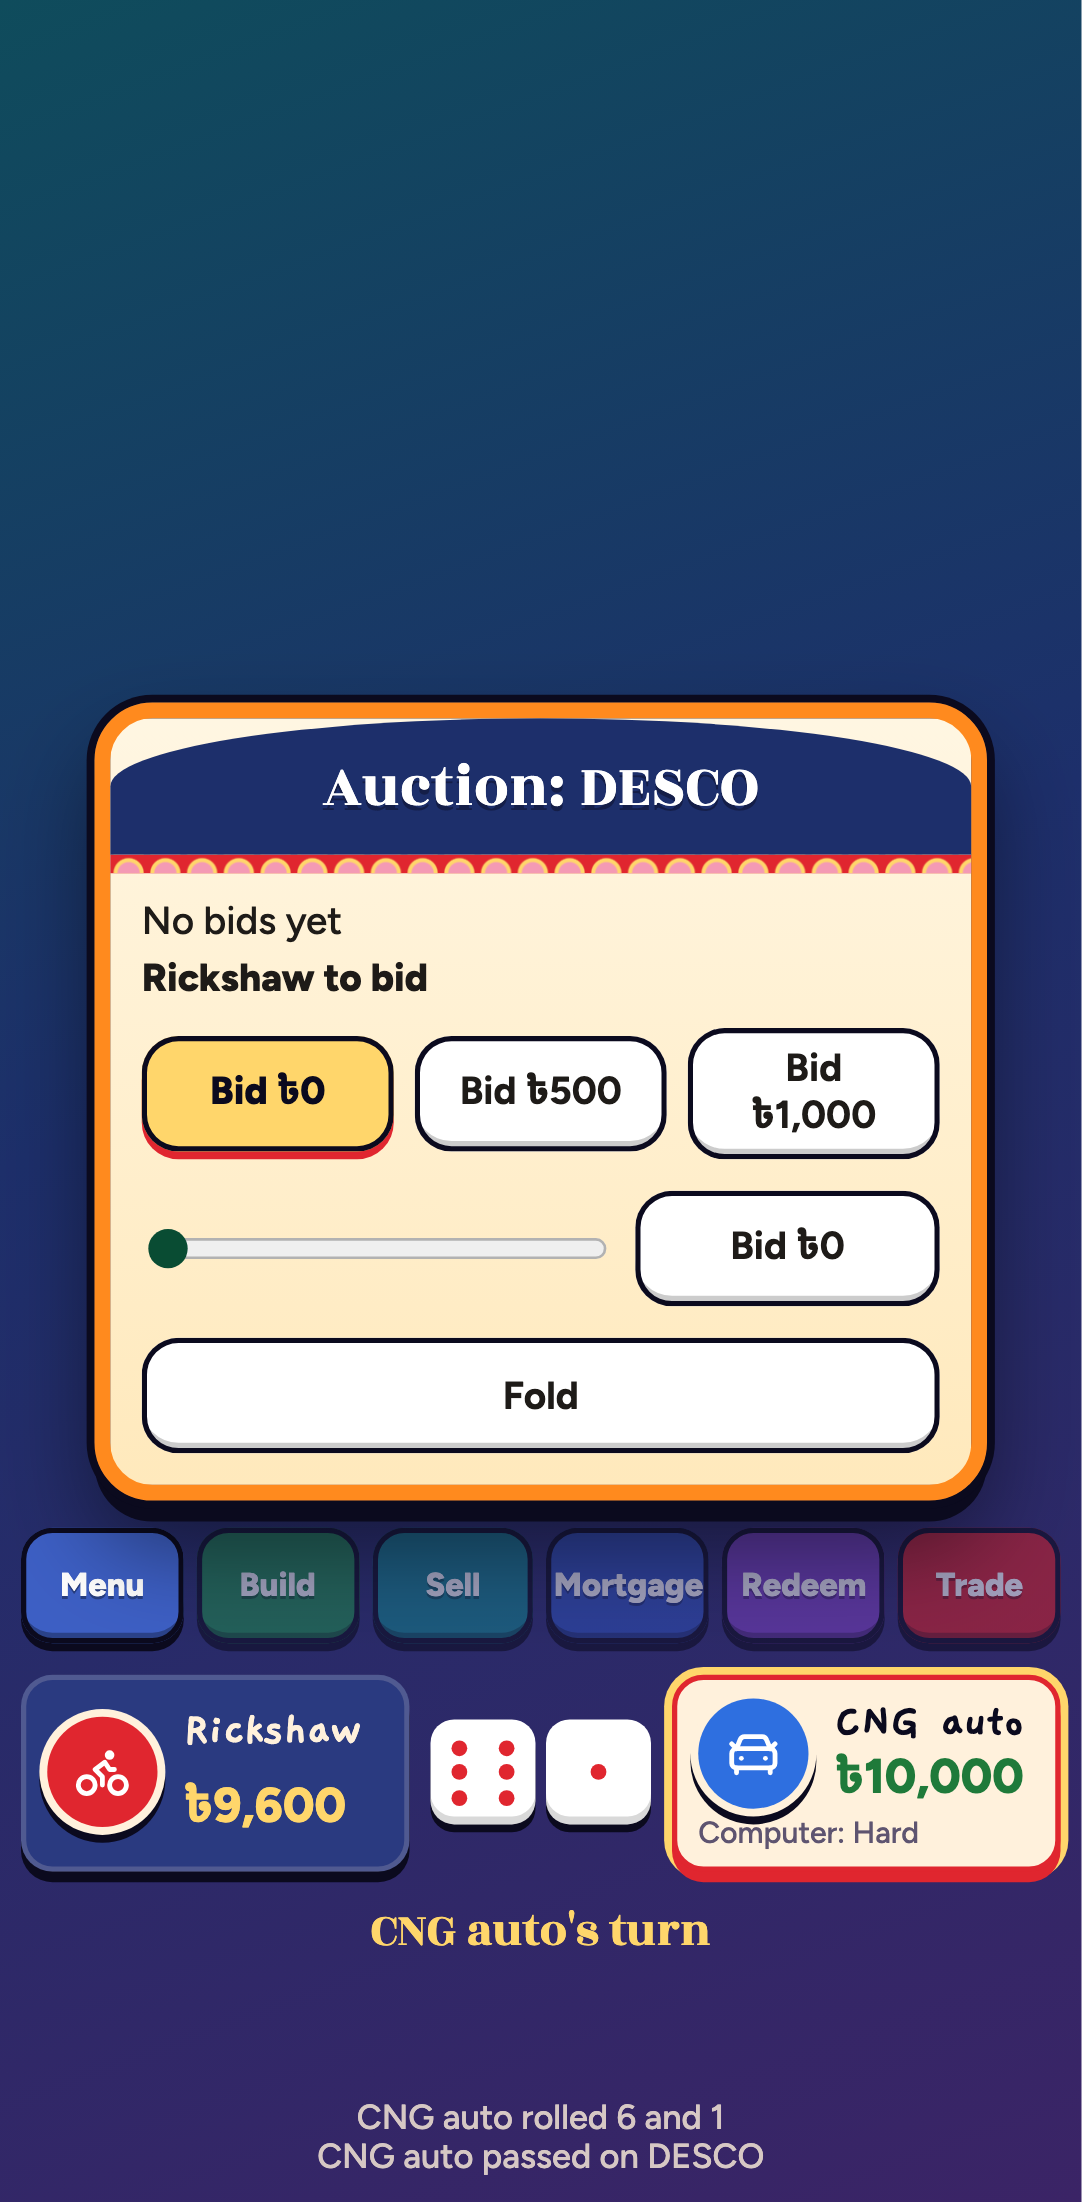 Auction: DESCO
No bids yet
Rickshaw to bid
Bid ৳0
Bid ৳500
Bid
৳1,000
Bid ৳0
Fold
Menu
Build
Sell
Mortgage
Redeem
Trade
Rickshaw
৳9,600
CNG auto
৳10,000
Computer: Hard
CNG auto's turn
CNG auto rolled 6 and 1
CNG auto passed on DESCO